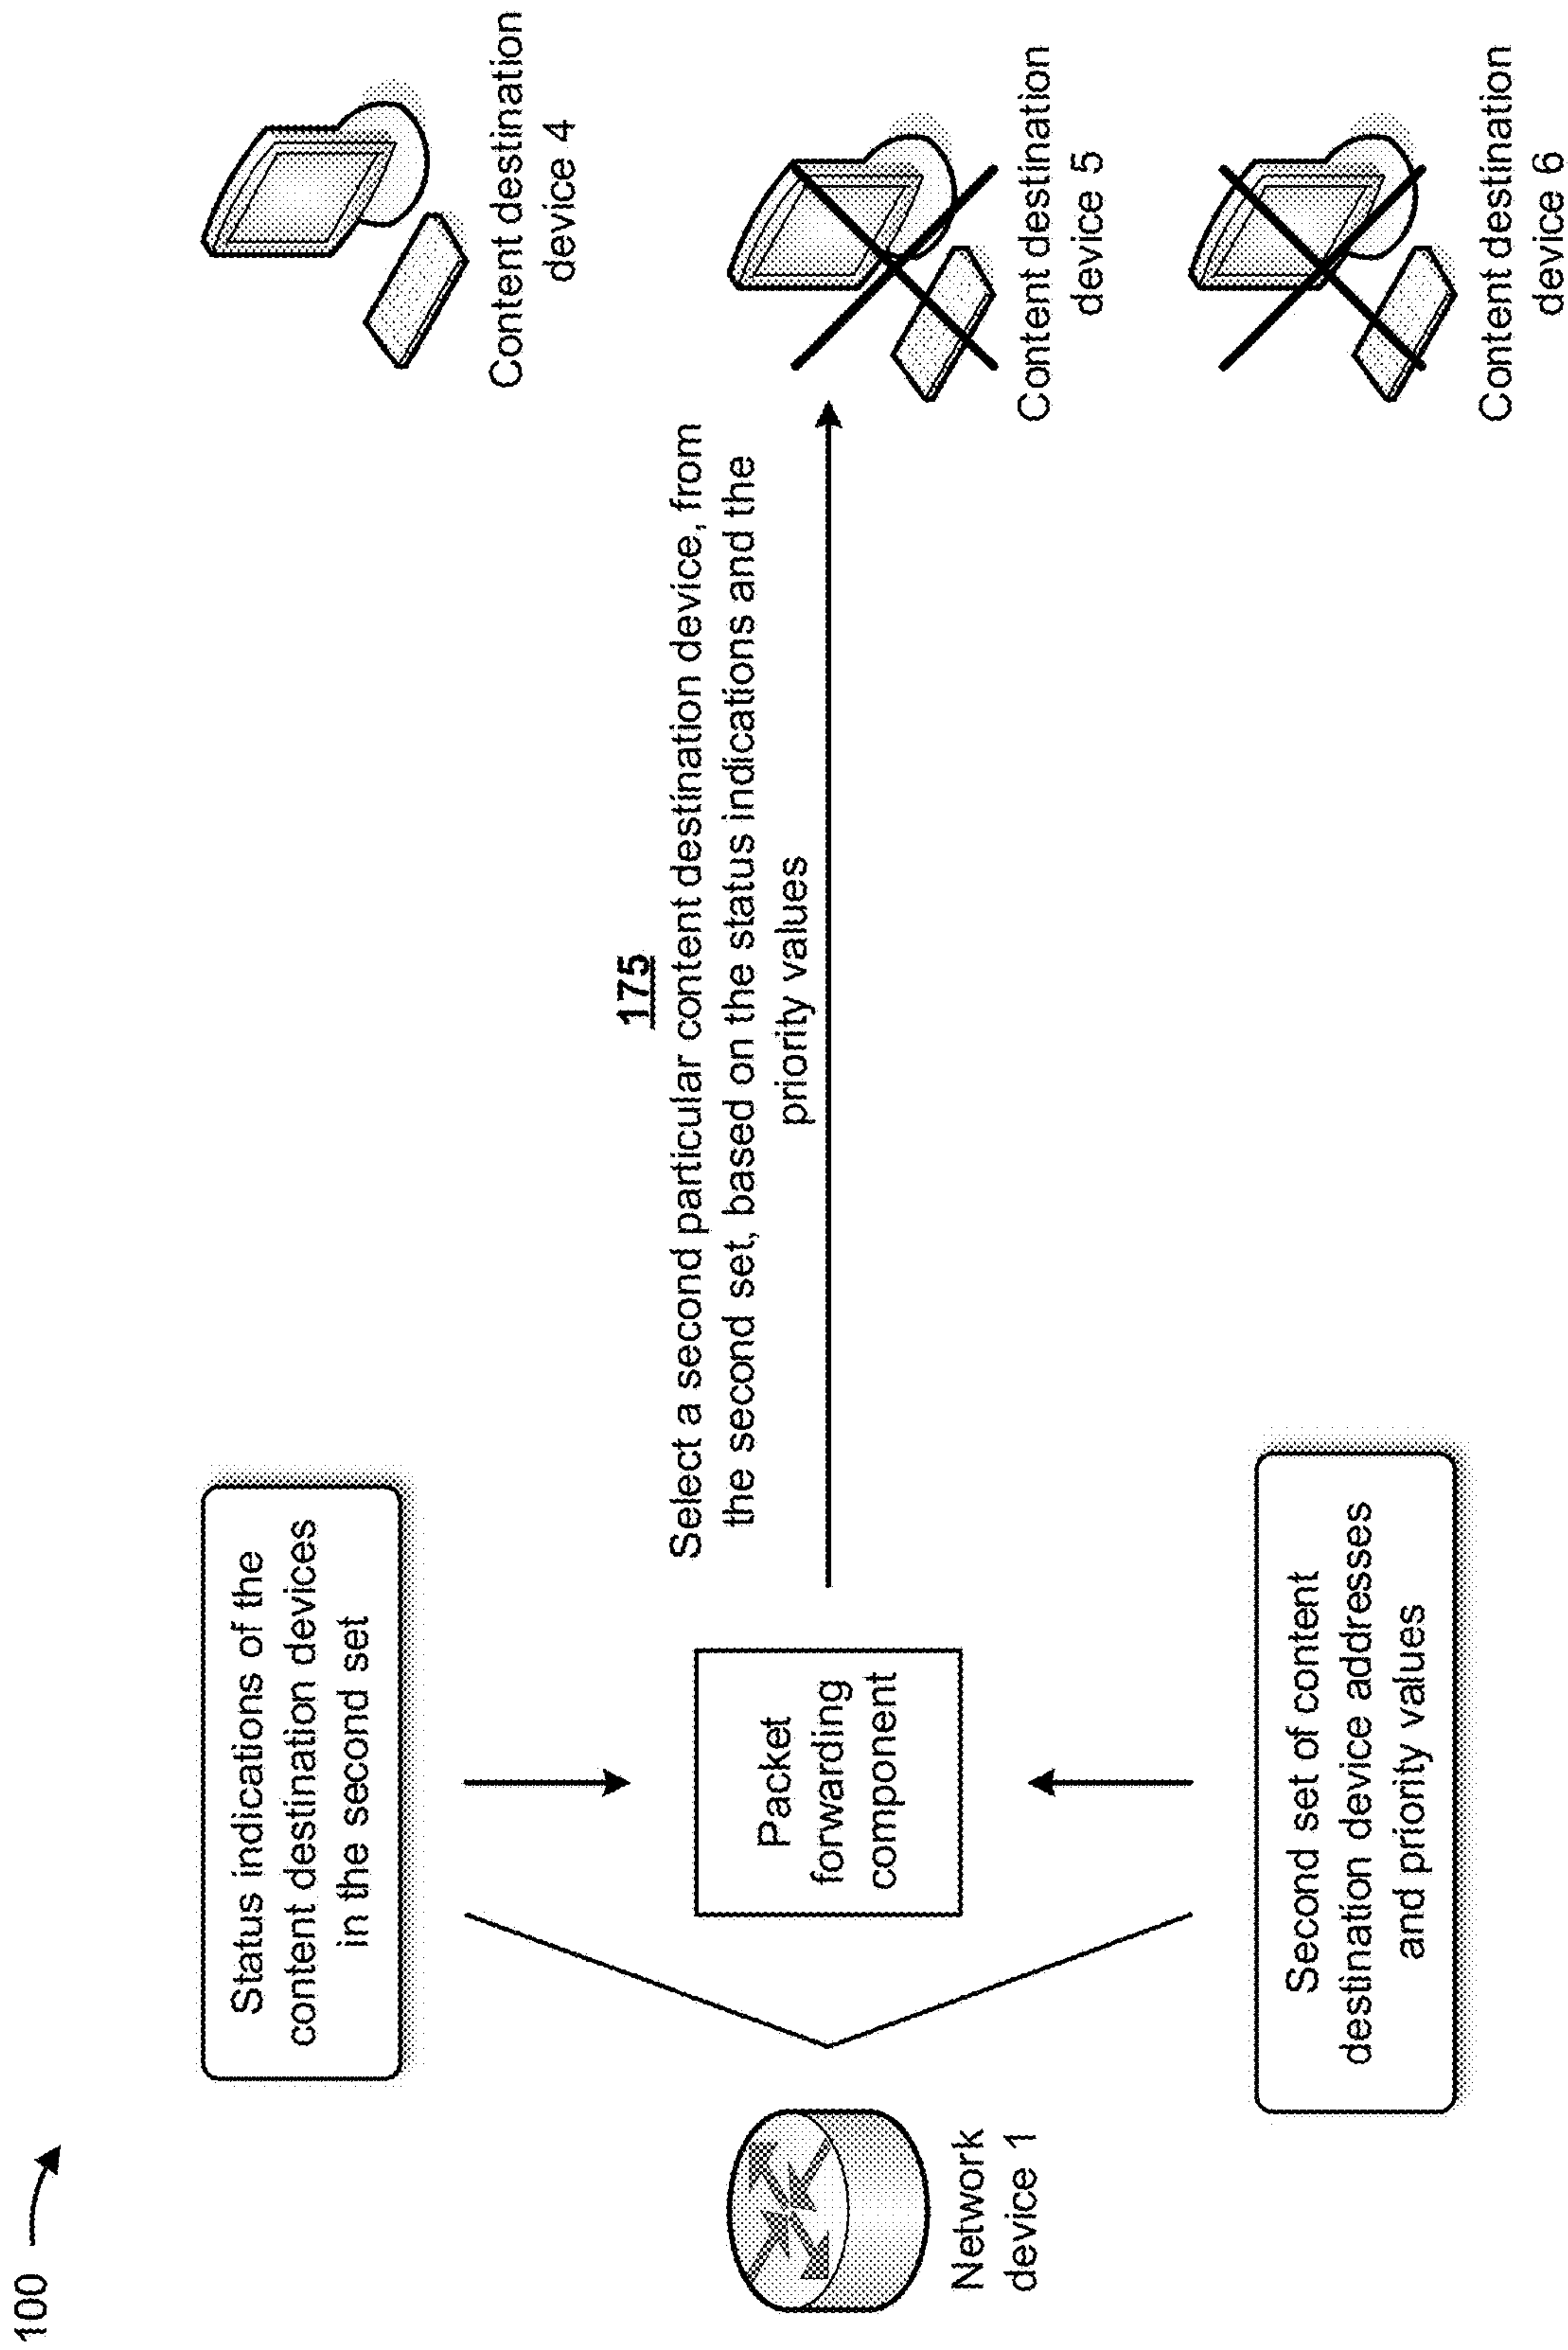 100
Status indications of the
content destination devices
in the second set
Network
device 1
Packet
forwarding
component
Second set of content
destination device addresses
and priority values
175
Select a second particular content destination device, from
the second set, based on the status indications and the
priority values
Content destination
device 4
Content destination
device 5
Content destination
device 6